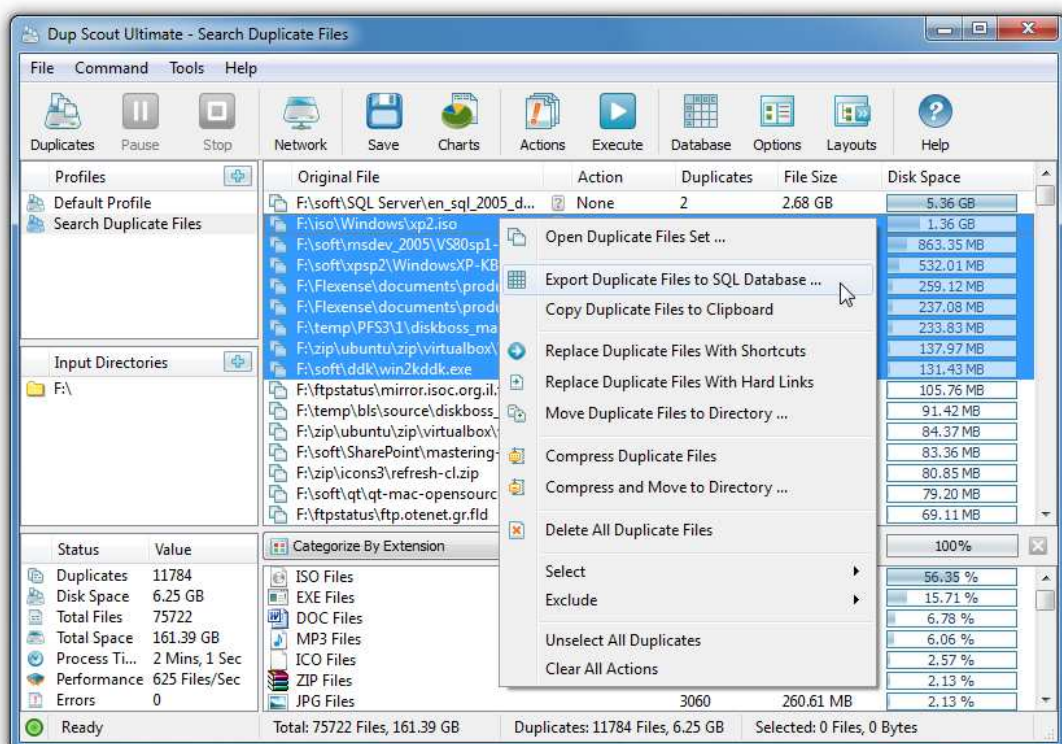 Dup Scout Ultimate - Search Duplicate Files
File Command Tools Help
Duplicates Pause Stop Network Save Charts Actions Execute Database Options Layouts Help
Profiles
Default Profile
Search Duplicate Files
Input Directories
F:\
Original File Action Duplicates File Size Disk Space
F:\soft\SQL Server\en_sql_2005_d... None 2 2.68 GB 5.36 GB
F:\iso\Windows\xp2.iso 1.36 GB
F:\soft\msdev_2005\VS80sp1- 863.35 MB
F:\soft\xpsp2\WindowsXP-KB 532.01 MB
F:\Flexense\documents\produ 259.12 MB
F:\Flexense\documents\produ 237.08 MB
F:\temp\PFS3\1\diskboss_ma 233.83 MB
F:\zip\ubuntu\zip\virtualbox\ 137.97 MB
F:\soft\ddk\win2kddk.exe 131.43 MB
F:\ftpstatus\mirror.isoc.org.il. 105.76 MB
F:\temp\bls\source\diskboss_ 91.42 MB
F:\zip\ubuntu\zip\virtualbox\ 84.37 MB
F:\soft\SharePoint\mastering- 83.36 MB
F:\zip\icons3\refresh-cl.zip 80.85 MB
F:\soft\qt\qt-mac-opensourc 79.20 MB
F:\ftpstatus\ftp.otenet.gr.fld 69.11 MB
Open Duplicate Files Set ...
Export Duplicate Files to SQL Database ...
Copy Duplicate Files to Clipboard
Replace Duplicate Files With Shortcuts
Replace Duplicate Files With Hard Links
Move Duplicate Files to Directory ...
Compress Duplicate Files
Compress and Move to Directory ...
Delete All Duplicate Files
Select
Exclude
Unselect All Duplicates
Clear All Actions
Status Value
Duplicates 11784
Disk Space 6.25 GB
Total Files 75722
Total Space 161.39 GB
Process Ti... 2 Mins, 1 Sec
Performance 625 Files/Sec
Errors 0
Categorize By Extension 100%
ISO Files 56.35 %
EXE Files 15.71 %
DOC Files 6.78 %
MP3 Files 6.06 %
ICO Files 2.57 %
ZIP Files 2.13 %
JPG Files 3060 260.61 MB 2.13 %
Ready Total: 75722 Files, 161.39 GB Duplicates: 11784 Files, 6.25 GB Selected: 0 Files, 0 Bytes